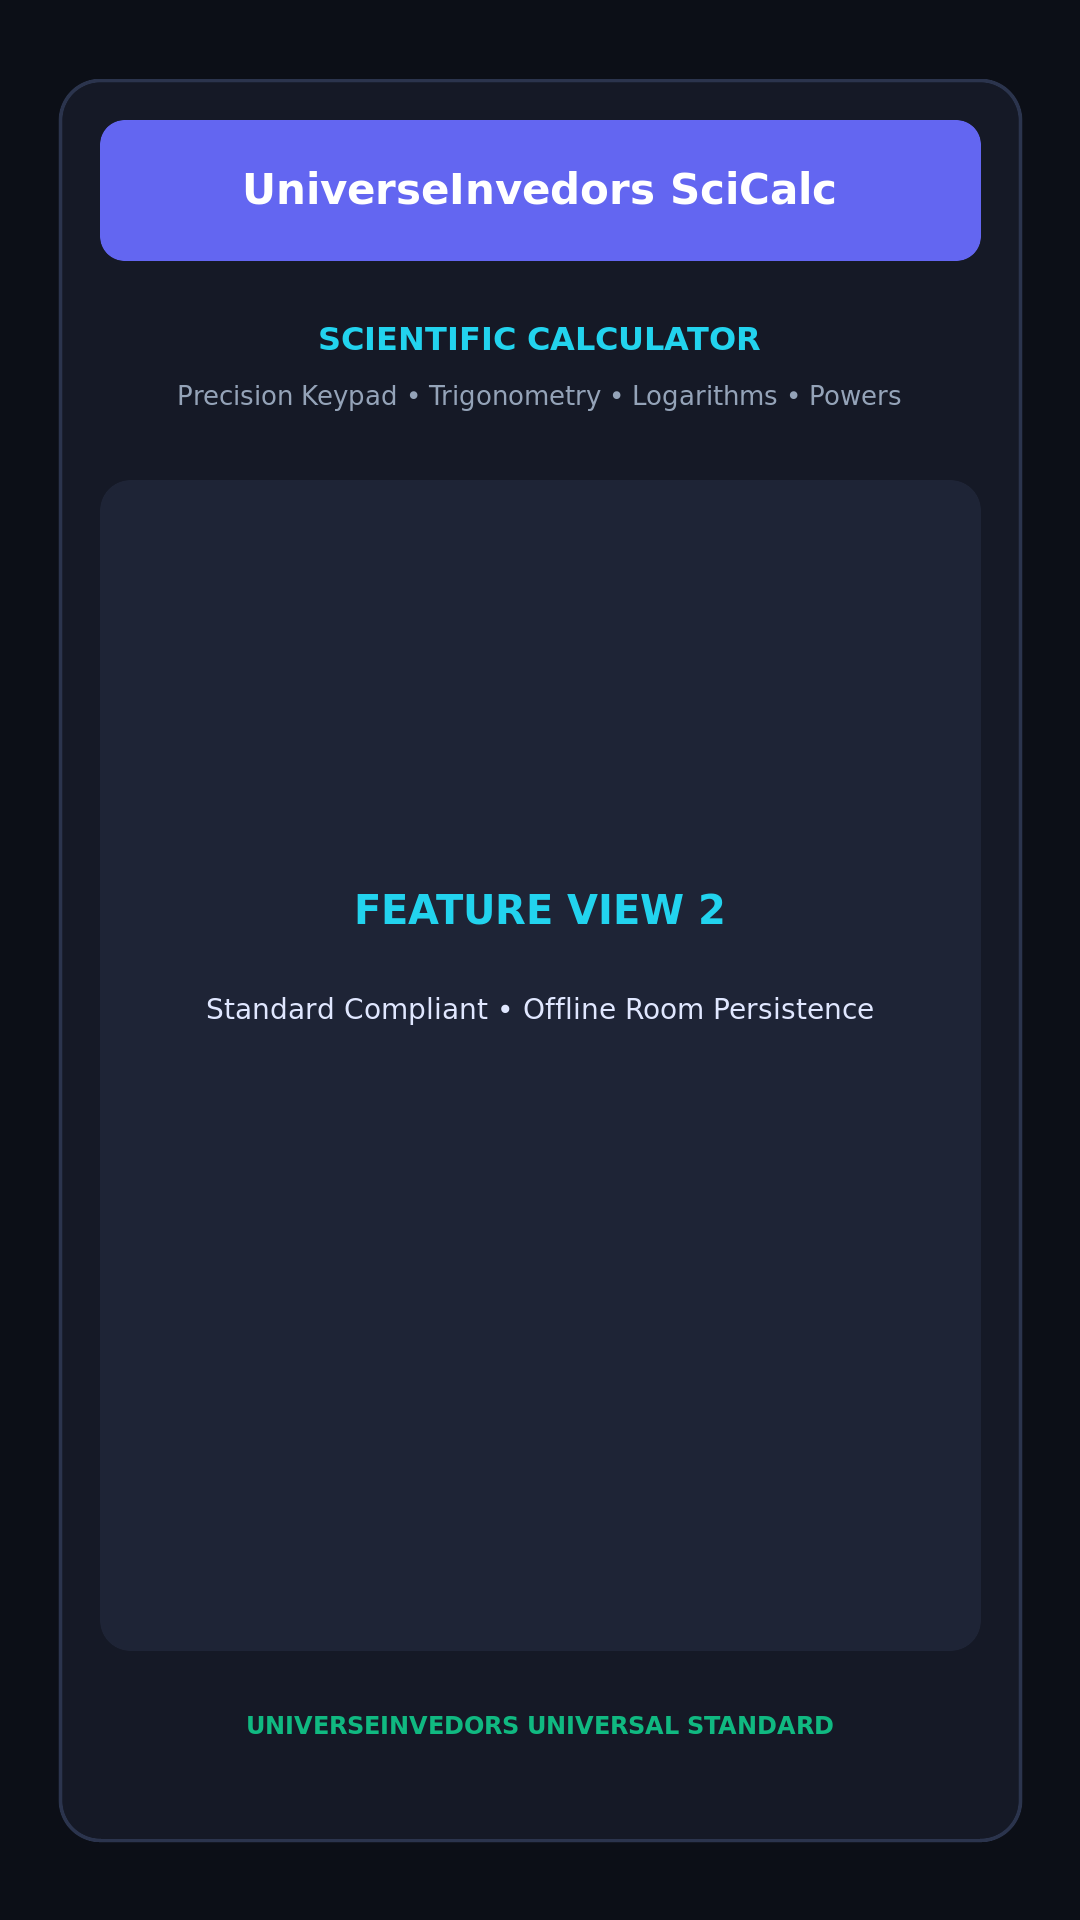 UniverseInvedors SciCalc
SCIENTIFIC CALCULATOR
Precision Keypad • Trigonometry • Logarithms • Powers
FEATURE VIEW 2
Standard Compliant • Offline Room Persistence
UNIVERSEINVEDORS UNIVERSAL STANDARD